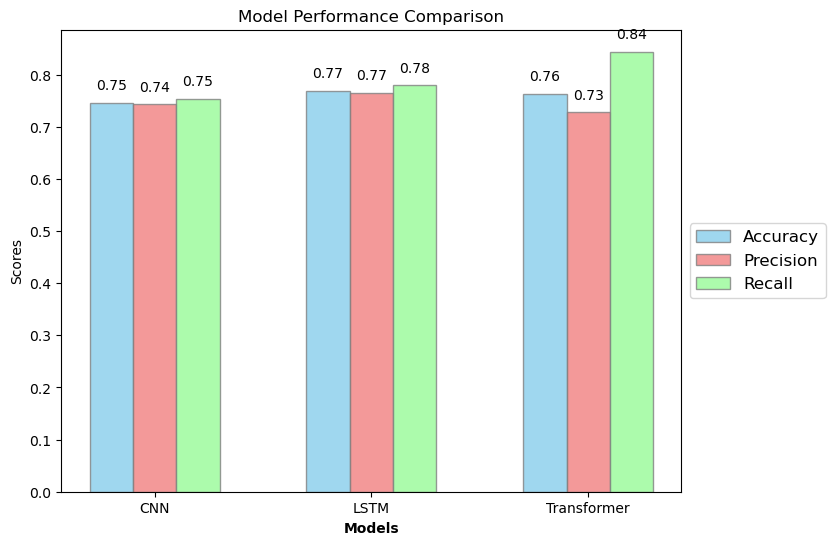 Model Performance Comparison
0.84
0.75 0.74 0.75
0.77 0.77 0.78
0.76 0.73
0.8
0.7
0.6
0.5
0.4
0.3
0.2
0.1
0.0
Scores
CNN LSTM Transformer
Models
Accuracy
Precision
Recall